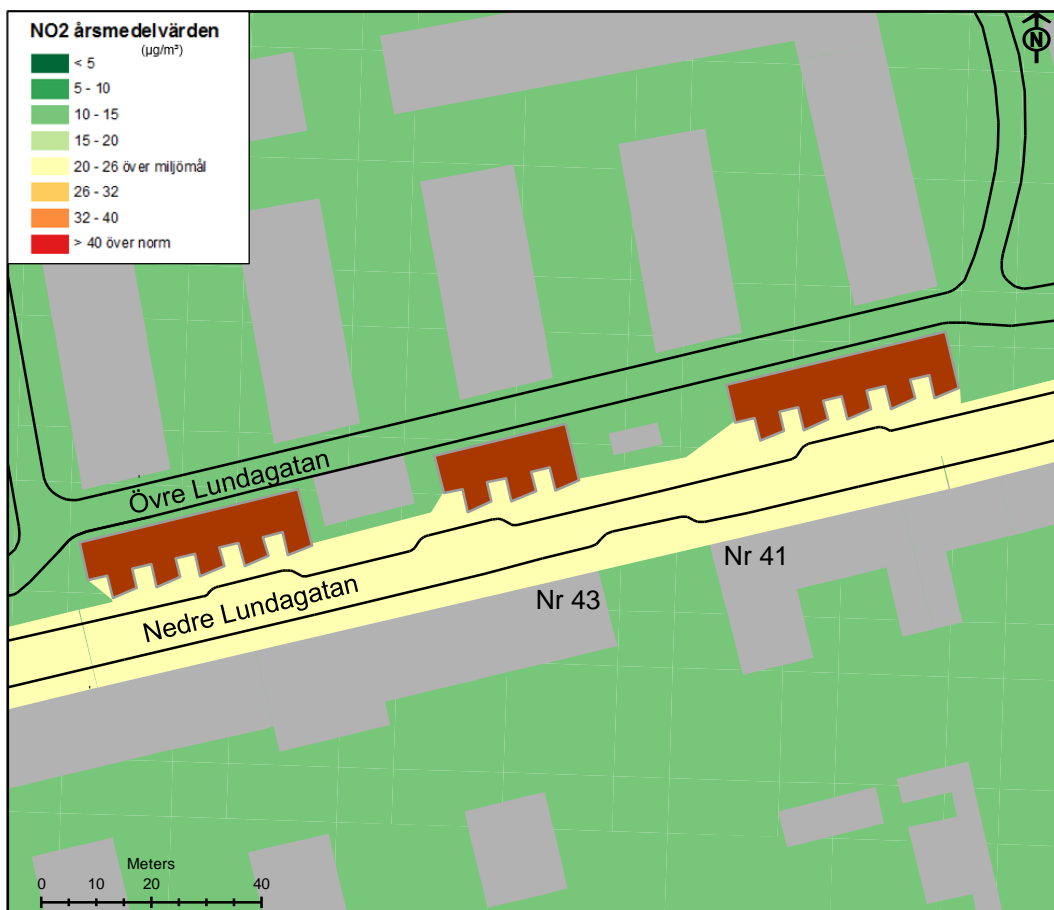 NO2 årsmedelvärden
(µg/m³)
< 5
5 - 10
10 - 15
15 - 20
20 - 26 över miljömål
26 - 32
32 - 40
> 40 över norm
N
Övre Lundagatan
Nr 41
Nedre Lundagatan
Nr 43
Meters
0 10 20 40